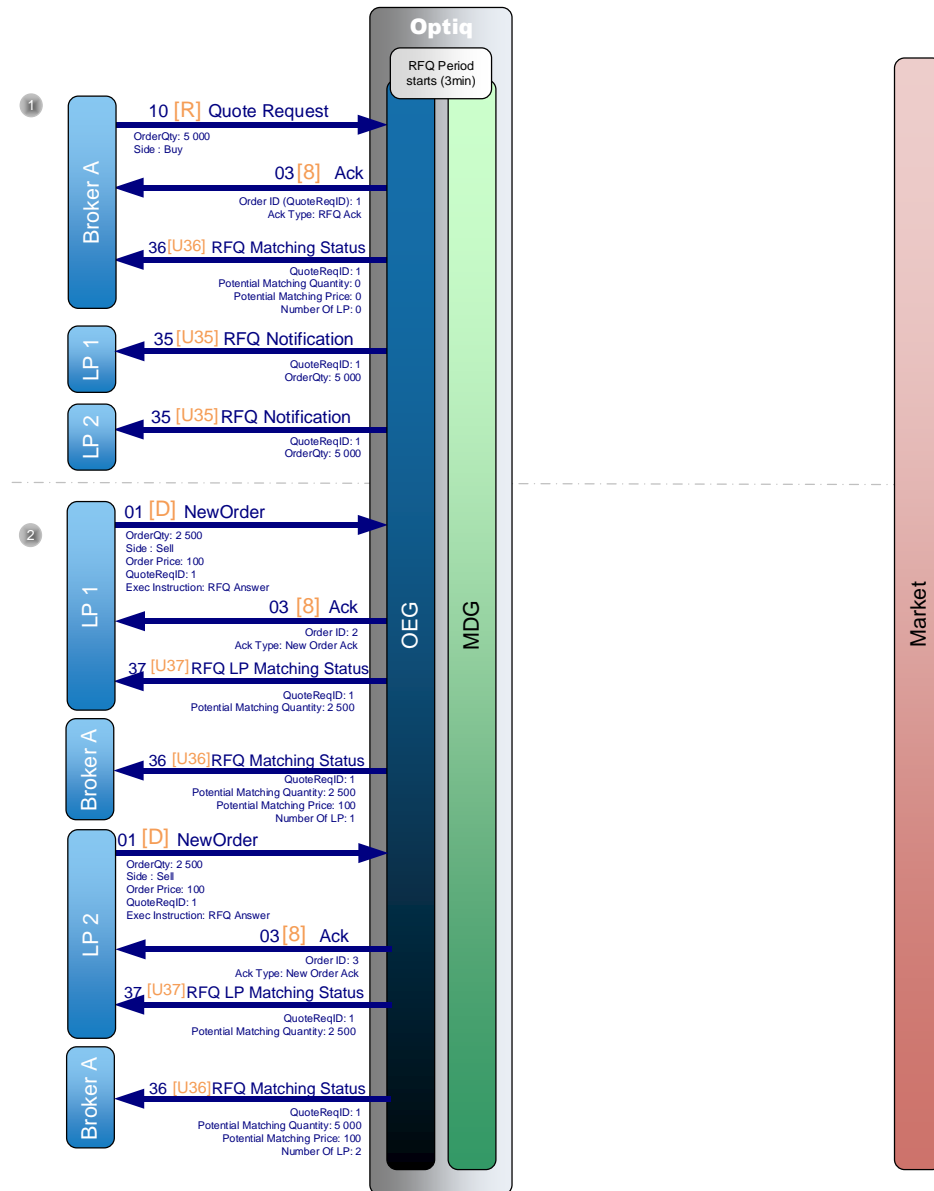 Optiq
RFQ Period
starts (3min)
1
10 [R] Quote Request
OrderQty: 5 000
Side : Buy
Broker A
03 [8] Ack
Order ID (QuoteReqID): 1
Ack Type: RFQ Ack
36 [U36] RFQ Matching Status
QuoteReqID: 1
Potential Matching Quantity: 0
Potential Matching Price: 0
Number Of LP: 0
LP 1
35 [U35] RFQ Notification
QuoteReqID: 1
OrderQty: 5 000
LP 2
35 [U35] RFQ Notification
QuoteReqID: 1
OrderQty: 5 000
2
01 [D] NewOrder
OrderQty: 2 500
Side : Sell
Order Price: 100
QuoteReqID: 1
Exec Instruction: RFQ Answer
LP 1
03 [8] Ack
Order ID: 2
Ack Type: New Order Ack
37 [U37] RFQ LP Matching Status
QuoteReqID: 1
Potential Matching Quantity: 2 500
OEG
MDG
Market
Broker A
36 [U36] RFQ Matching Status
QuoteReqID: 1
Potential Matching Quantity: 2 500
Potential Matching Price: 100
Number Of LP: 1
01 [D] NewOrder
OrderQty: 2 500
Side : Sell
Order Price: 100
QuoteReqID: 1
Exec Instruction: RFQ Answer
LP 2
03 [8] Ack
Order ID: 3
Ack Type: New Order Ack
37 [U37] RFQ LP Matching Status
QuoteReqID: 1
Potential Matching Quantity: 2 500
Broker A
36 [U36] RFQ Matching Status
QuoteReqID: 1
Potential Matching Quantity: 5 000
Potential Matching Price: 100
Number Of LP: 2